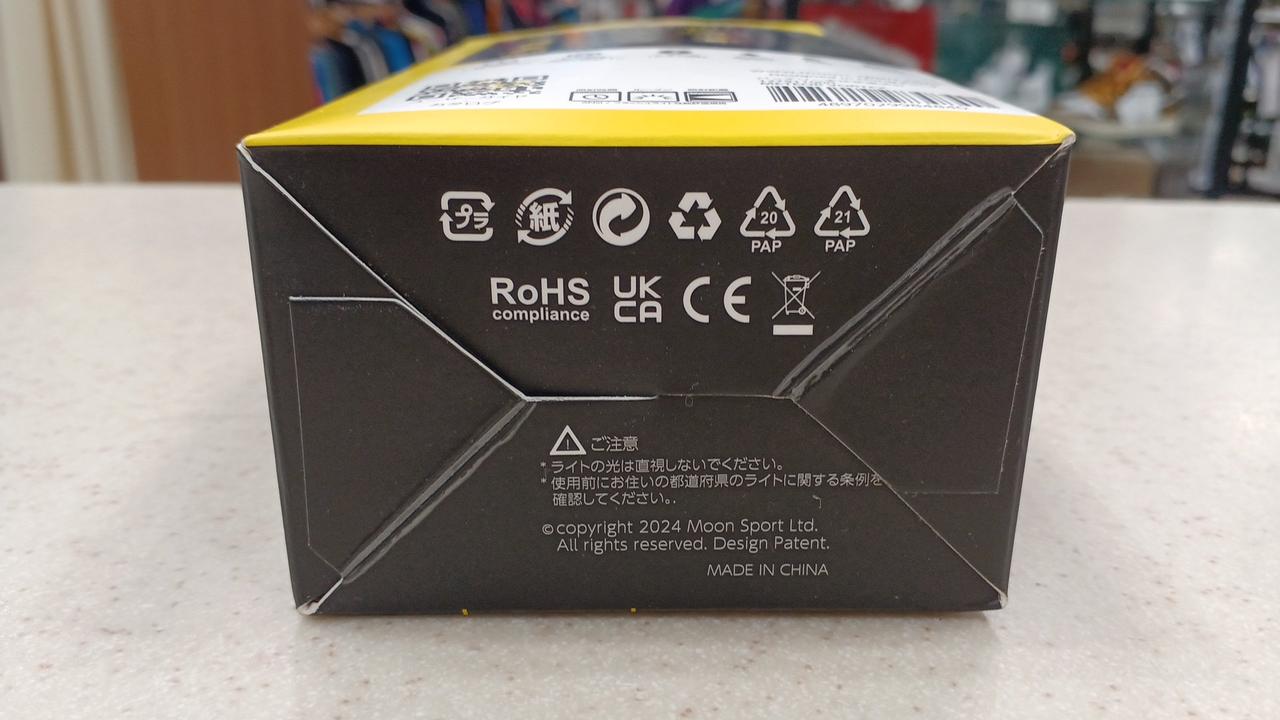 プラ
紙
20
PAP
21
PAP
RoHS
compliance
UK
CA
CE
ご注意
* ライトの光は直視しないでください。
* 使用前にお住いの都道府県のライトに関する条例を
確認してください。.
©copyright 2024 Moon Sport Ltd.
All rights reserved. Design Patent.
MADE IN CHINA